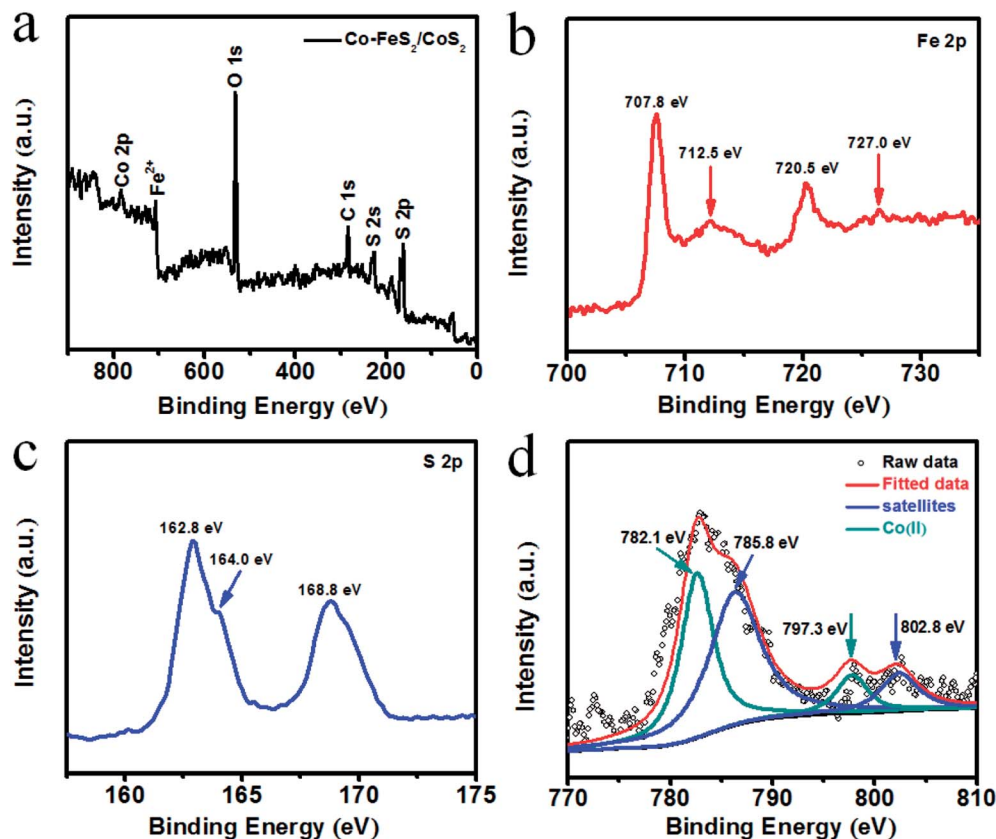 a
Co-FeS₂/CoS₂
O 1s
Co 2p
Fe²⁺
C 1s
S 2s
S 2p
Intensity (a.u.)
800
600
400
200
0
Binding Energy (eV)
b
Fe 2p
707.8 eV
712.5 eV
720.5 eV
727.0 eV
Intensity (a.u.)
700
710
720
730
Binding Energy (eV)
c
S 2p
162.8 eV
164.0 eV
168.8 eV
Intensity (a.u.)
160
165
170
175
Binding Energy (eV)
d
Raw data
Fitted data
satellites
Co(II)
782.1 eV
785.8 eV
797.3 eV
802.8 eV
Intensity (a.u.)
770
780
790
800
810
Binding Energy (eV)